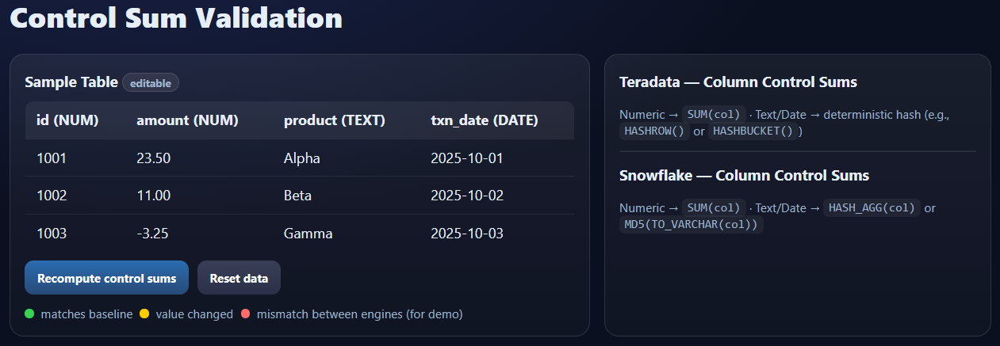 Control Sum Validation
Sample Table editable
id (NUM) amount (NUM) product (TEXT) txn_date (DATE)
1001 23.50 Alpha 2025-10-01
1002 11.00 Beta 2025-10-02
1003 -3.25 Gamma 2025-10-03
Recompute control sums Reset data
matches baseline value changed mismatch between engines (for demo)
Teradata — Column Control Sums
Numeric → SUM(col) · Text/Date → deterministic hash (e.g.,
HASHROW() or HASHBUCKET())
Snowflake — Column Control Sums
Numeric → SUM(col) · Text/Date → HASH_AGG(col) or
MD5(TO_VARCHAR(col))